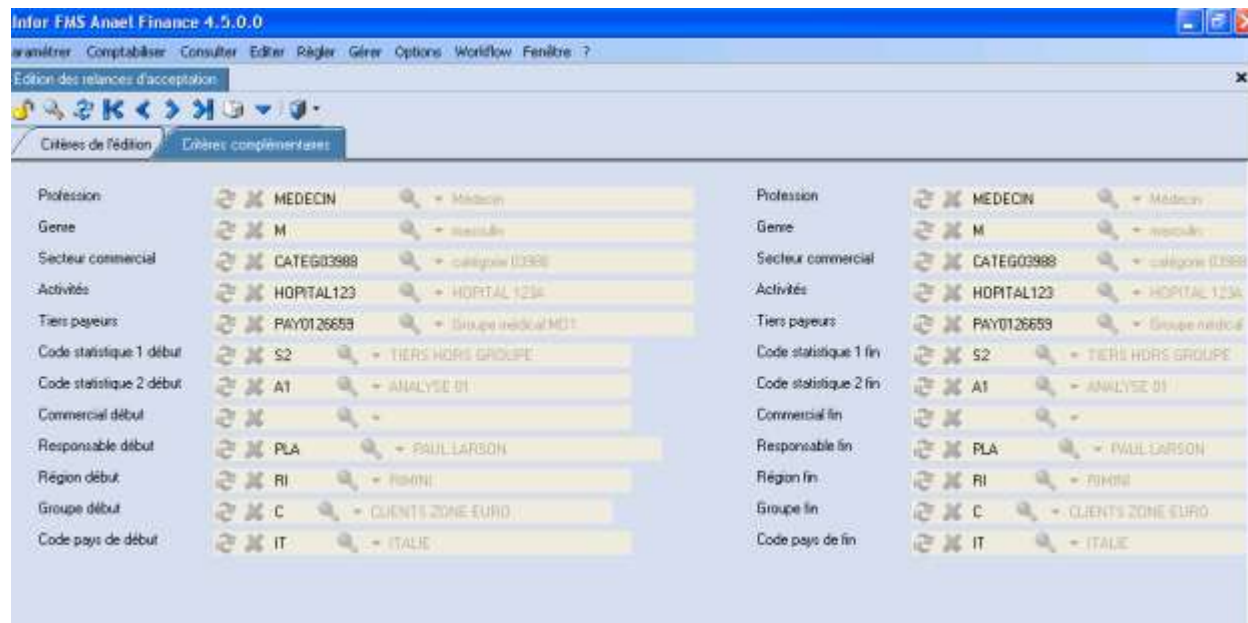 Infor FMS Anael Finance 4.5.0.0
aramétrer Comptabiliser Consulter Editer Régler Gérer Options Workflow Fenêtre ?
Edition des relances d'acceptation
Critères de l'édition Critères complémentaires
Profession MEDECIN Médecin Profession MEDECIN Médecin
Genre M masculin Genre M masculin
Secteur commercial CATEG03988 catégorie 03988 Secteur commercial CATEG03988 catégorie 03988
Activités HOPITAL123 HOPITAL 123A Activités HOPITAL123 HOPITAL 123A
Tiers payeurs PAY0126659 Groupe médical MDT Tiers payeurs PAY0126659 Groupe médical
Code statistique 1 début S2 TIERS HORS GROUPE Code statistique 1 fin S2 TIERS HORS GROUPE
Code statistique 2 début A1 ANALYSE 01 Code statistique 2 fin A1 ANALYSE 01
Commercial début Commercial fin
Responsable début PLA PAUL LARSON Responsable fin PLA PAUL LARSON
Région début RI RIMINI Région fin RI RIMINI
Groupe début C CLIENTS ZONE EURO Groupe fin C CLIENTS ZONE EURO
Code pays de début IT ITALIE Code pays de fin IT ITALIE